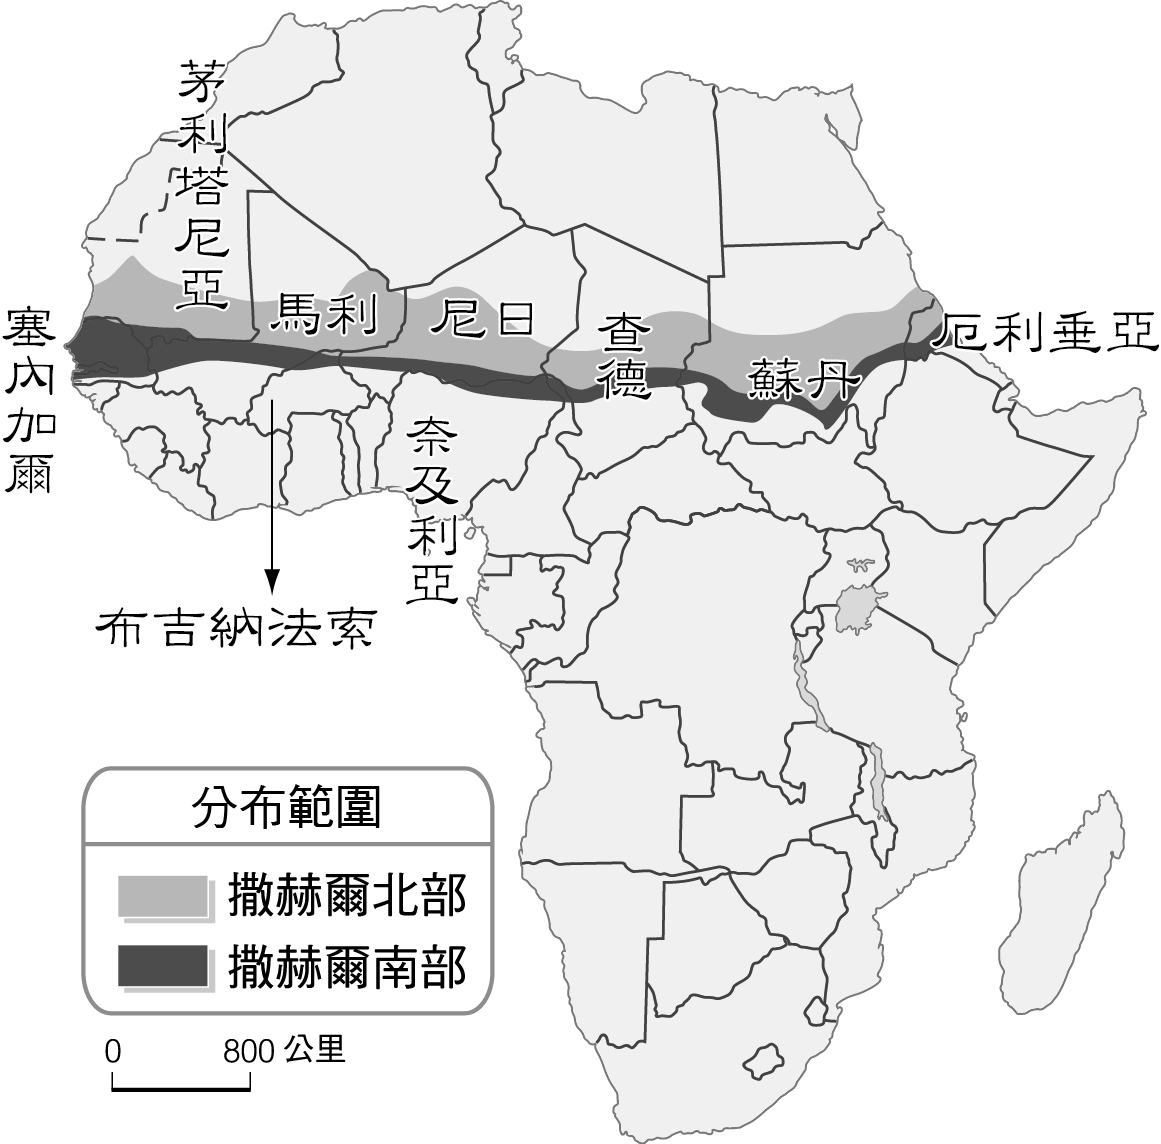 茅利塔尼亞
塞內加爾
馬利
尼日
查德
蘇丹
厄利垂亞
奈及利亞
布吉納法索
分布範圍
撒赫爾北部
撒赫爾南部
0 800 公里